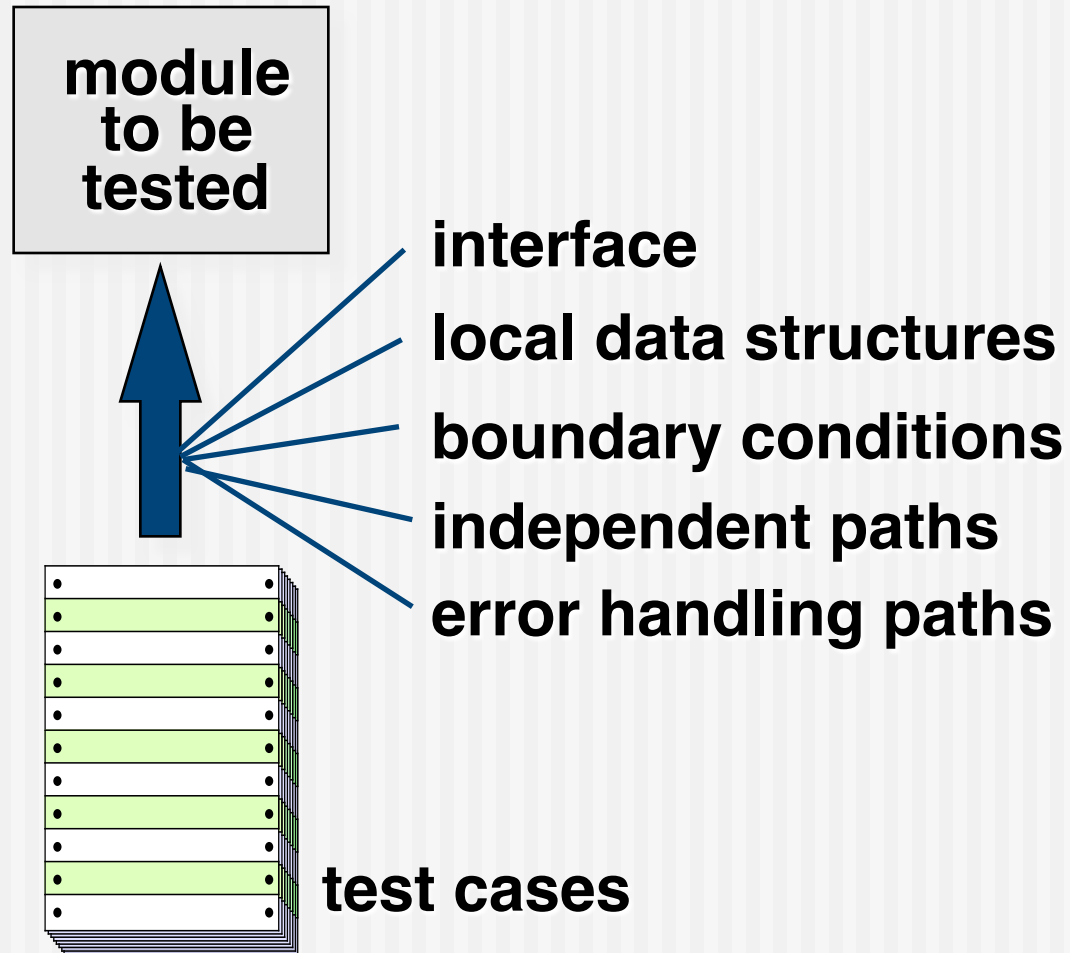 module
to be
tested
interface
local data structures
boundary conditions
independent paths
error handling paths
test cases